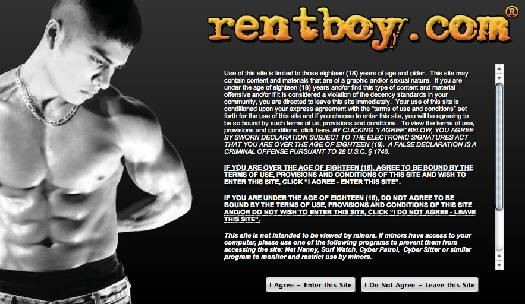 rentboy.com®
Use of this site is limited to those eighteen (18) years of age and older. This site may
contain content and materials that are of a graphic and/or sexual nature. If you are
under the age of eighteen (18) years and/or find this type of content and material
offensive and/or if it is considered a violation of the decency standards in your
community, you are directed to leave this site immediately. Your use of this site is
conditioned upon your express agreement with the "terms of use and conditions" set
forth for the use of this site and if you choose to enter this site, you will be agreeing to
be so bound by such terms of use, provisions and conditions. To view the terms of use,
provisions and conditions, click here. BY CLICKING "I AGREE" BELOW, YOU AGREE
BY SWORN DECLARATION SUBJECT TO THE ELECTRONIC SIGNATURES ACT
THAT YOU ARE OVER THE AGE OF EIGHTEEN (18). A FALSE DECLARATION IS A
CRIMINAL OFFENSE PURSUANT TO 28 U.S.C. § 1746.
IF YOU ARE OVER THE AGE OF EIGHTEEN (18), AGREE TO BE BOUND BY THE
TERMS OF USE, PROVISIONS AND CONDITIONS OF THIS SITE AND WISH TO
ENTER THIS SITE, CLICK "I AGREE - ENTER THIS SITE".
IF YOU ARE UNDER THE AGE OF EIGHTEEN (18), DO NOT AGREE TO BE
BOUND BY THE TERMS OF USE, PROVISIONS AND CONDITIONS OF THIS SITE
AND/OR DO NOT WISH TO ENTER THIS SITE, CLICK "I DO NOT AGREE - LEAVE
THIS SITE".
This site is not intended to be viewed by minors. If minors have access to your
computer, please use one of the following programs to prevent them from
accessing the site: Net Nanny, Surf Watch, Cyber Patrol, Cyber Sitter or similar
program to monitor and restrict use by minors.
I Agree - Enter this Site
I Do Not Agree - Leave this Site